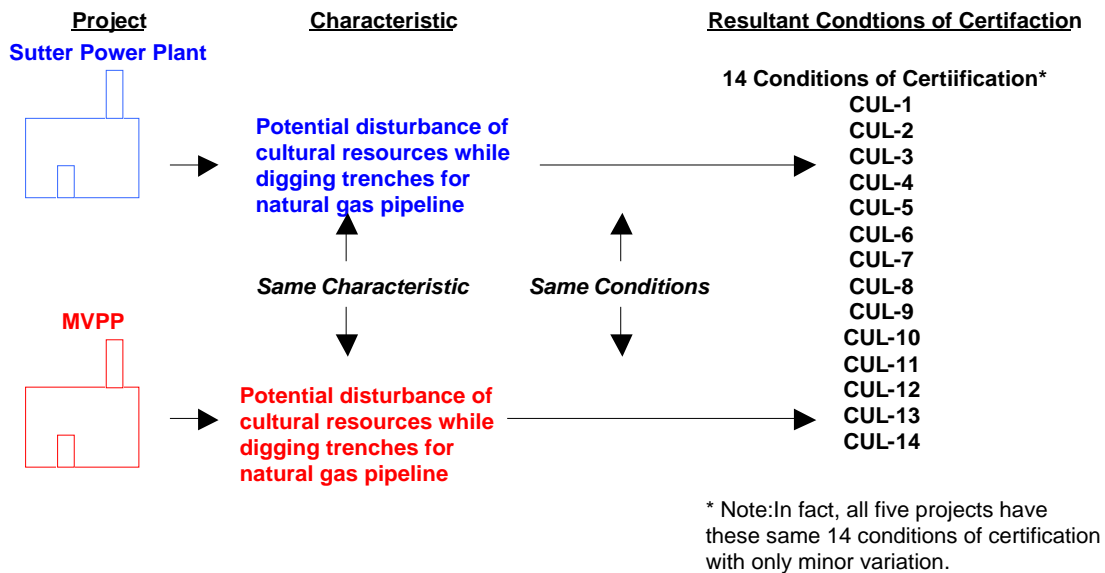 Project
Characteristic
Resultant Condtions of Certifaction
Sutter Power Plant
14 Conditions of Certiification*
CUL-1
CUL-2
CUL-3
CUL-4
CUL-5
CUL-6
CUL-7
CUL-8
CUL-9
CUL-10
CUL-11
CUL-12
CUL-13
CUL-14
Potential disturbance of
cultural resources while
digging trenches for
natural gas pipeline
Same Characteristic
Same Conditions
MVPP
Potential disturbance of
cultural resources while
digging trenches for
natural gas pipeline
* Note:In fact, all five projects have
these same 14 conditions of certification
with only minor variation.